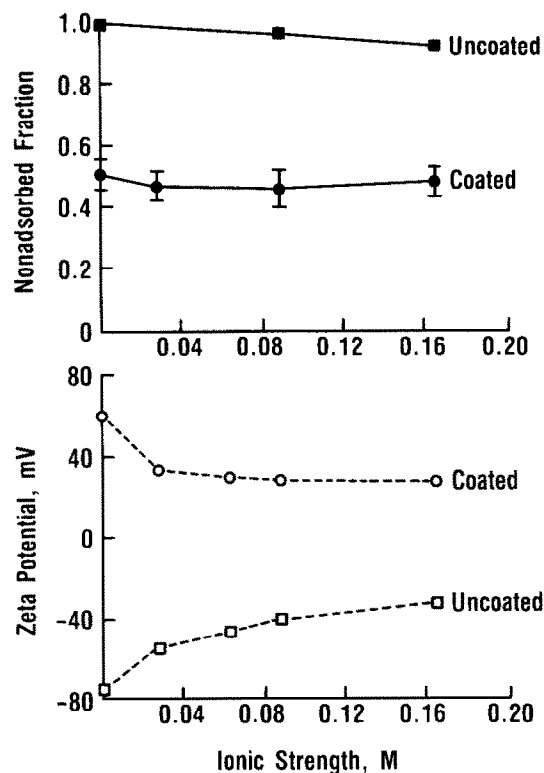 1.0
0.8
0.6
0.4
0.2
0
Nonadsorbed Fraction
Uncoated
Coated
0.04 0.08 0.12 0.16 0.20
80
40
0
-40
-80
Zeta Potential, mV
Coated
Uncoated
0.04 0.08 0.12 0.16 0.20
Ionic Strength, M